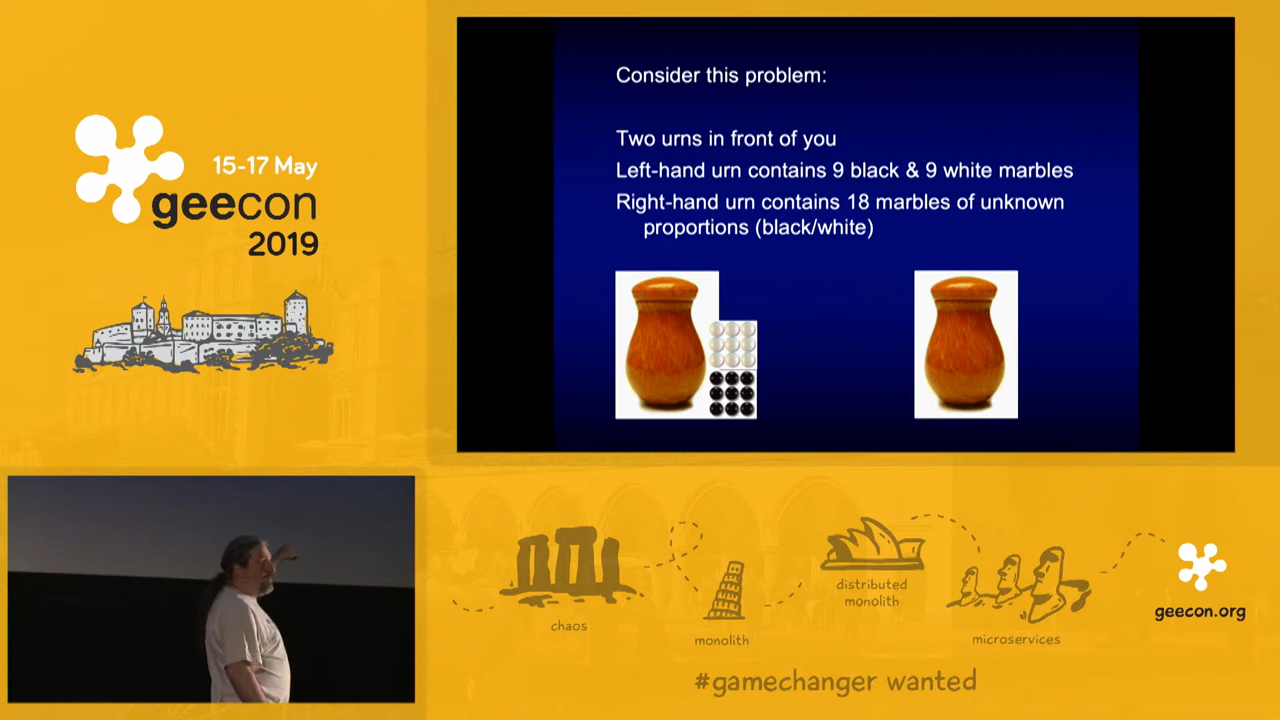 15-17 May
geecon
2019
Consider this problem:
Two urns in front of you
Left-hand urn contains 9 black & 9 white marbles
Right-hand urn contains 18 marbles of unknown
proportions (black/white)
chaos
monolith
distributed
monolith
microservices
geecon.org
#gamechanger wanted